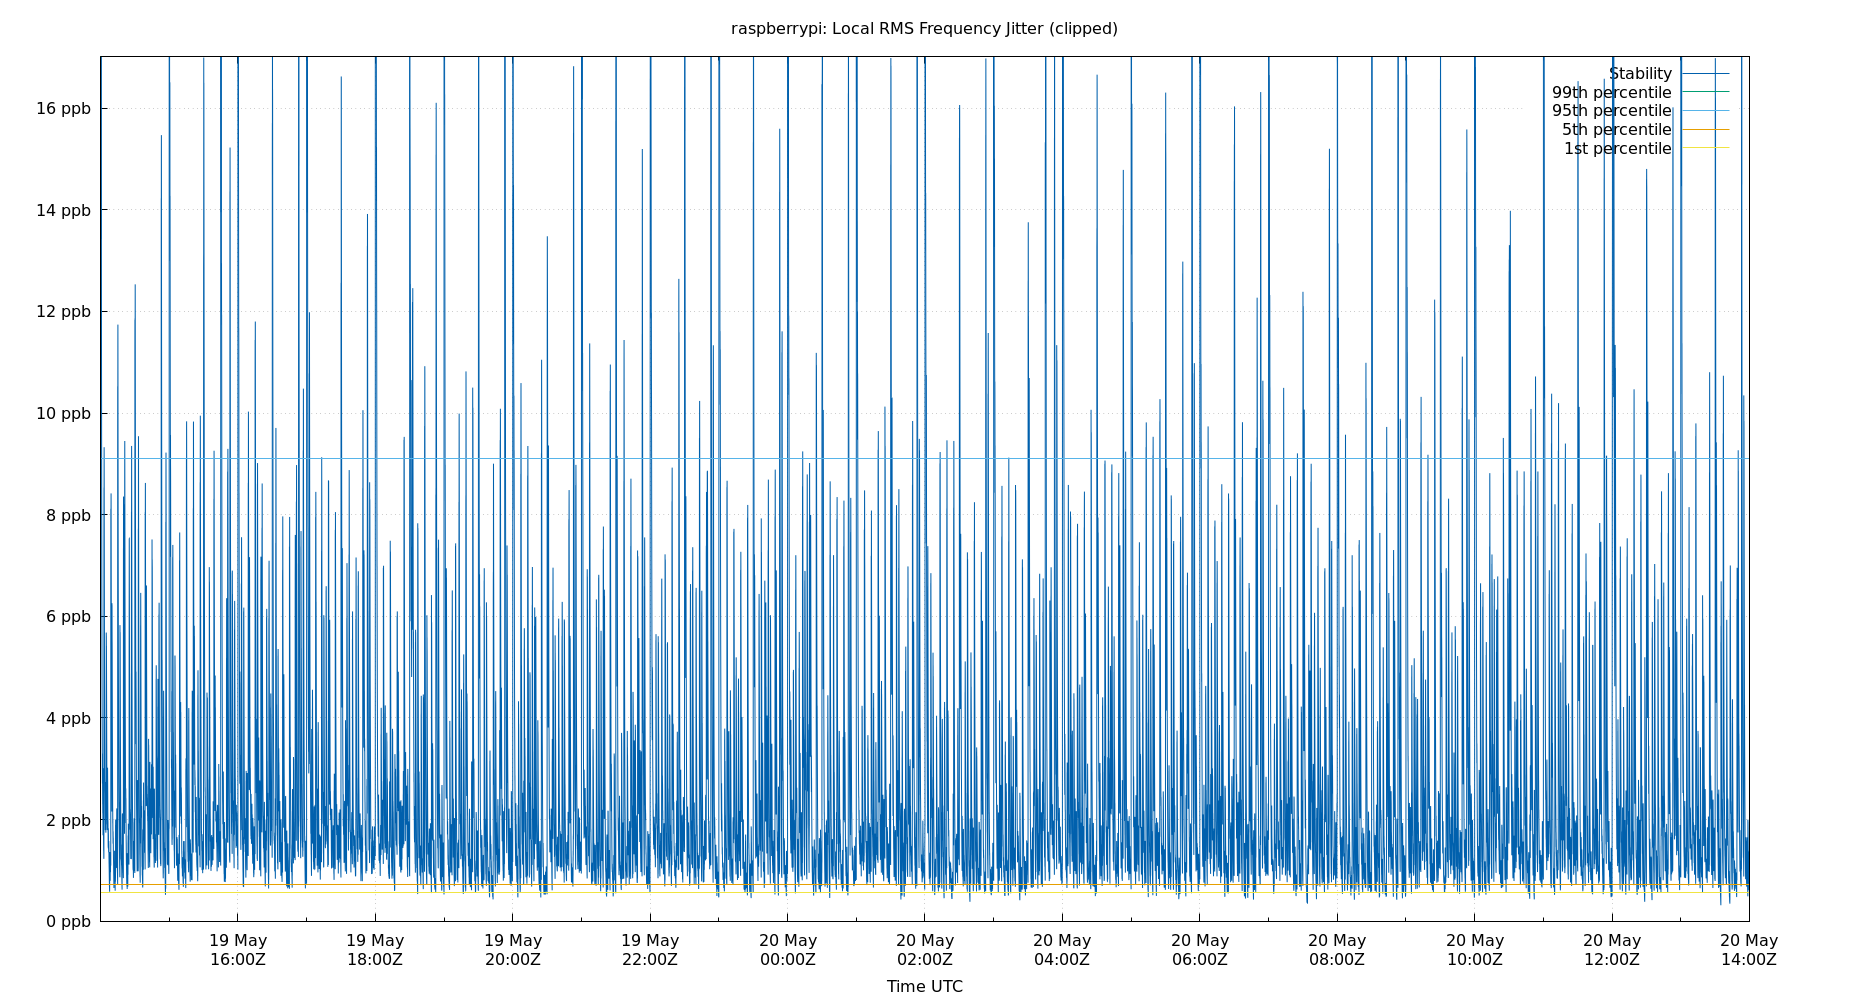 raspberrypi: Local RMS Frequency Jitter (clipped)
Stability
99th percentile
95th percentile
5th percentile
1st percentile
16 ppb
14 ppb
12 ppb
10 ppb
8 ppb
6 ppb
4 ppb
2 ppb
0 ppb
19 May 19 May 19 May 19 May 20 May 20 May 20 May 20 May 20 May 20 May 20 May 20 May
16:00Z 18:00Z 20:00Z 22:00Z 00:00Z 02:00Z 04:00Z 06:00Z 08:00Z 10:00Z 12:00Z 14:00Z
Time UTC